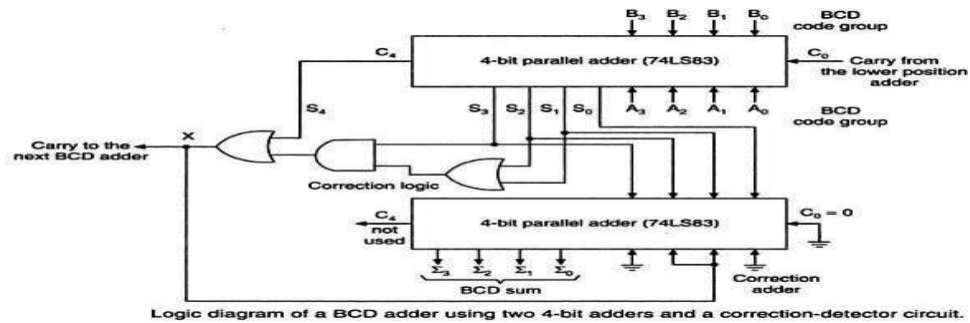 B3 B2 B1 B0
BCD
code group
C4
4-bit parallel adder (74LS83)
C0
Carry from
the lower position
adder
S4
S3 S2 S1 S0
A3 A2 A1 A0
BCD
code group
X
Carry to the
next BCD adder
Correction logic
C4
not
used
4-bit parallel adder (74LS83)
C0 = 0
Σ3 Σ2 Σ1 Σ0
BCD sum
Correction
adder
Logic diagram of a BCD adder using two 4-bit adders and a correction-detector circuit.